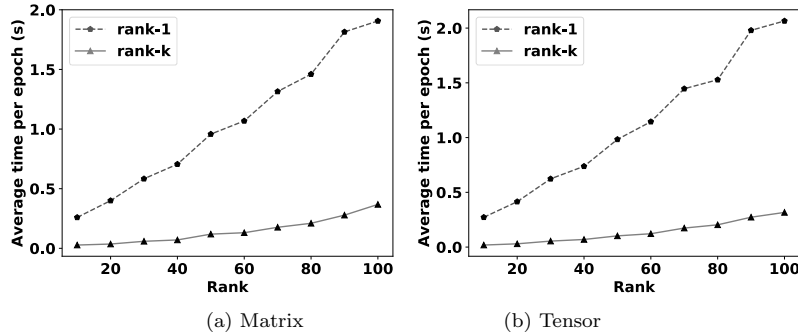 Average time per epoch (s)
2.0
1.5
1.0
0.5
0.0
rank-1
rank-k
20
40
60
80
100
Rank
(a) Matrix
Average time per epoch (s)
2.0
1.5
1.0
0.5
0.0
rank-1
rank-k
20
40
60
80
100
Rank
(b) Tensor